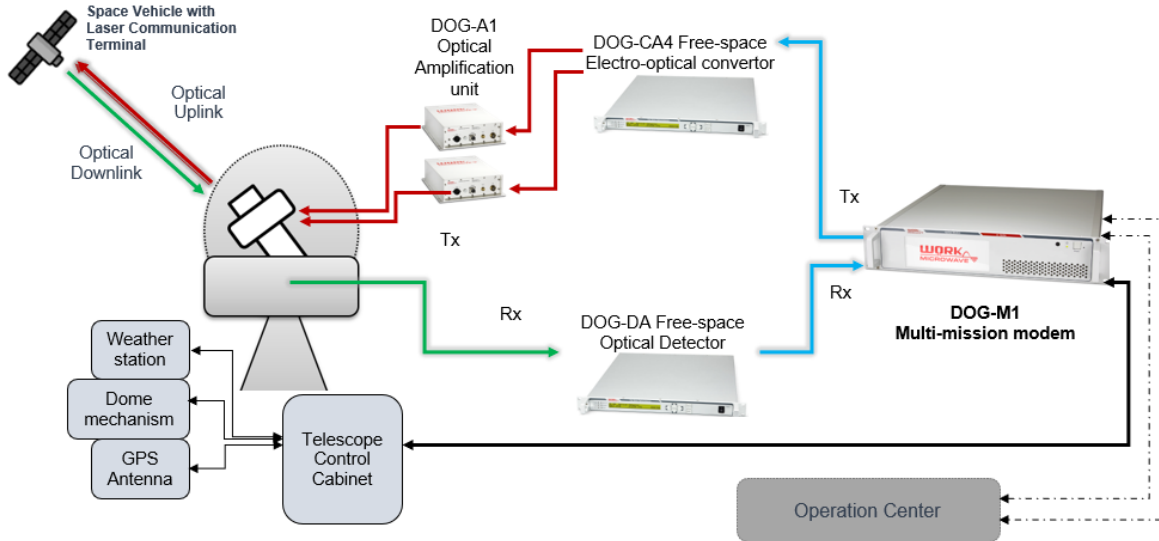 Space Vehicle with
Laser Communication
Terminal
DOG-A1
Optical
Amplification
unit
DOG-CA4 Free-space
Electro-optical convertor
Optical
Uplink
Optical
Downlink
Tx
Tx
WORK
MICROWAVE
Rx
Rx
DOG-DA Free-space
Optical Detector
DOG-M1
Multi-mission modem
Weather
station
Dome
mechanism
GPS
Antenna
Telescope
Control
Cabinet
Operation Center